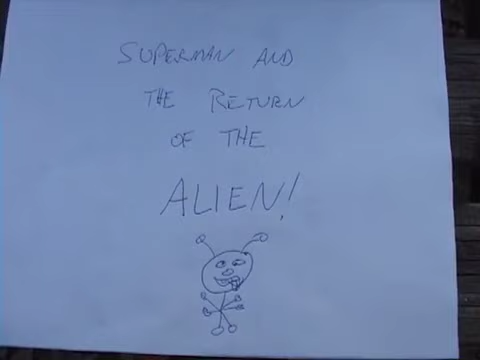 SUPERMAN AND
THE RETURN
OF THE
ALIEN!